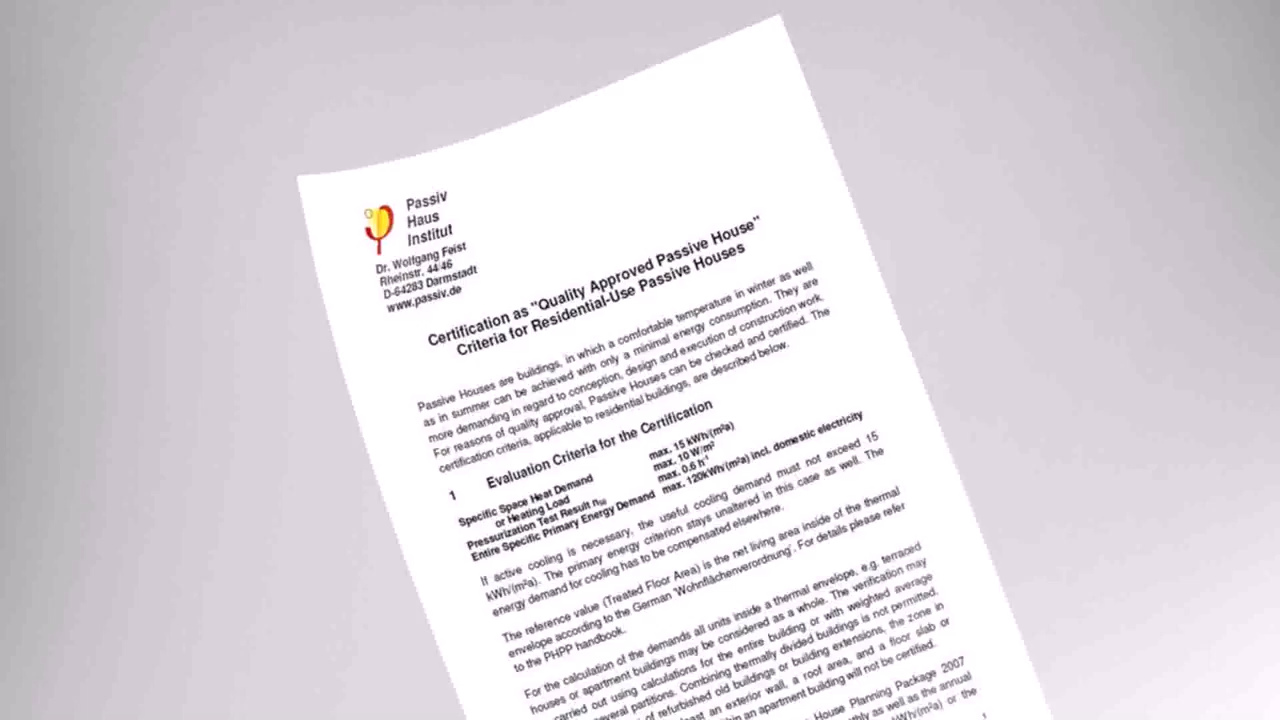 Passiv
Haus
Institut
Dr. Wolfgang Feist
Rheinstr. 44/46
D-64283 Darmstadt
www.passiv.de
Certification as "Quality Approved Passive House"
Criteria for Residential-Use Passive Houses
Passive Houses are buildings, in which a comfortable temperature in winter as well
as in summer can be achieved with only a minimal energy consumption. They are
more demanding in regard to conception, design and execution of construction work.
For reasons of quality approval, Passive Houses can be checked and certified. The
certification criteria, applicable to residential buildings, are described below.
1 Evaluation Criteria for the Certification
Specific Space Heat Demand max. 15 kWh/(m²a)
or Heating Load max. 10 W/m²
Pressurization Test Result n50 max. 0.6 h-1
Entire Specific Primary Energy Demand max. 120kWh/(m²a) incl. domestic electricity
If active cooling is necessary, the useful cooling demand must not exceed 15
kWh/(m²a). The primary energy criterion stays unaltered in this case as well. The
energy demand for cooling has to be compensated elsewhere.
The reference value (Treated Floor Area) is the net living area inside of the thermal
envelope according to the German 'Wohnflächenverordnung'. For details please refer
to the PHPP handbook.
For the calculation of the demands all units inside a thermal envelope, e.g. terraced
houses or apartment buildings may be considered as a whole. The verification may
carried out using calculations for the entire building or with weighted average
several partitions. Combining thermally divided buildings is not permitted.
of refurbished old buildings or building extensions, the zone in
an exterior wall, a roof area, and a floor slab or
an apartment building will not be certified.
House Planning Package 2007
as well as the annual
kWh/(m²a) or the